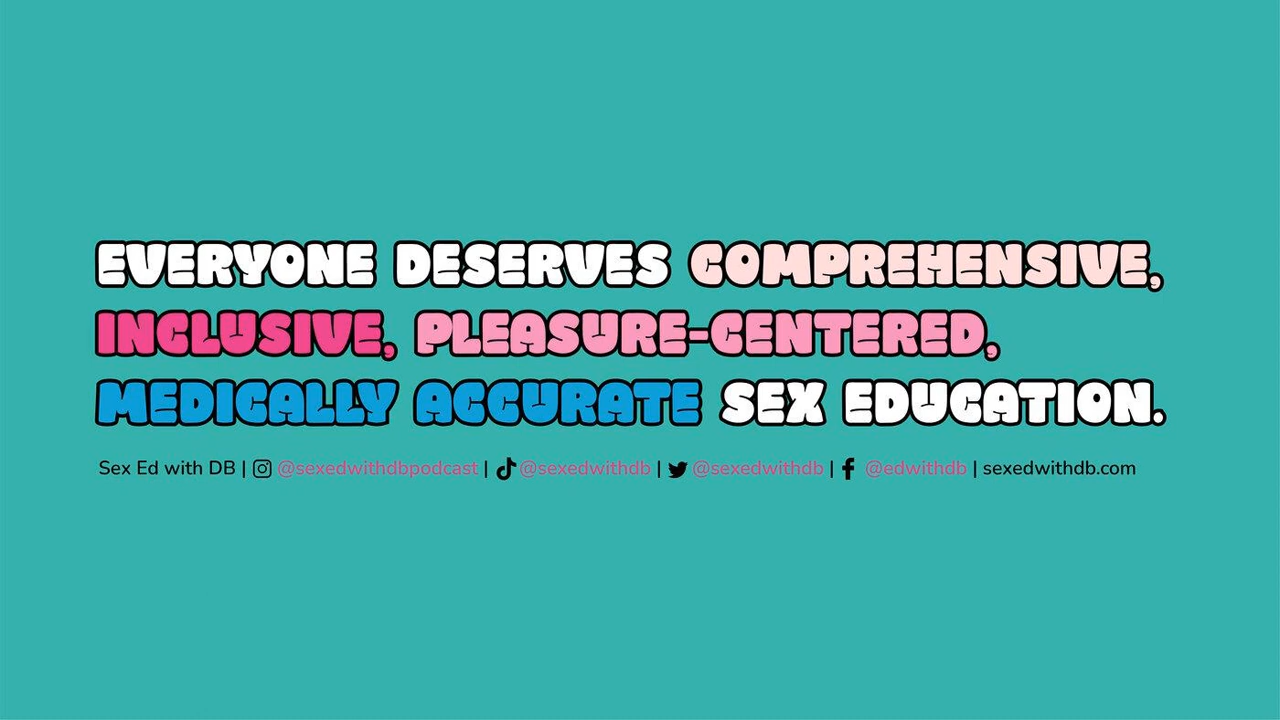 EVERYONE DESERVES COMPREHENSIVE,
INCLUSIVE, PLEASURE-CENTERED,
MEDICALLY ACCURATE SEX EDUCATION.
Sex Ed with DB | @sexedwithdbpodcast | @sexedwithdb | @sexedwithdb | @edwithdb | sexedwithdb.com